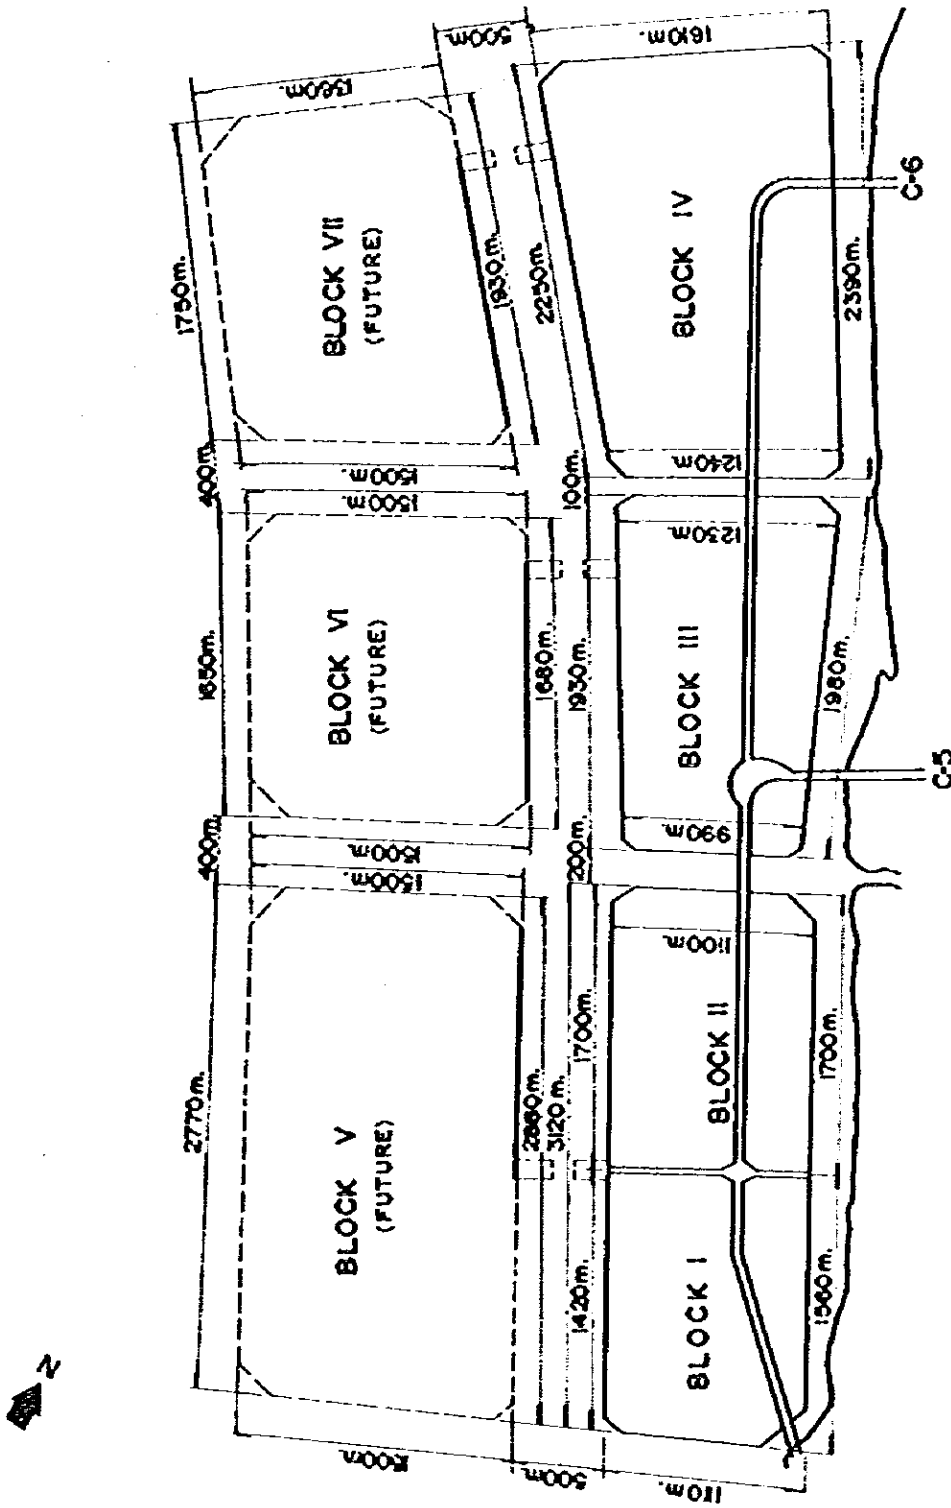 N
1750m.
1360m.
500m.
1610m.
BLOCK VII
(FUTURE)
1930m.
2250m.
BLOCK IV
C-6
2390m.
400m.
1500m.
1500m.
100m.
1240m.
1230m.
1650m.
BLOCK VI
(FUTURE)
1680m.
1930m.
BLOCK III
1980m.
C-5
400m.
1500m.
1500m.
200m.
990m.
1100m.
2770m.
BLOCK V
(FUTURE)
2860m.
3120m.
1700m.
BLOCK II
1700m.
1420m.
BLOCK I
1560m.
1500m.
500m.
1110m.